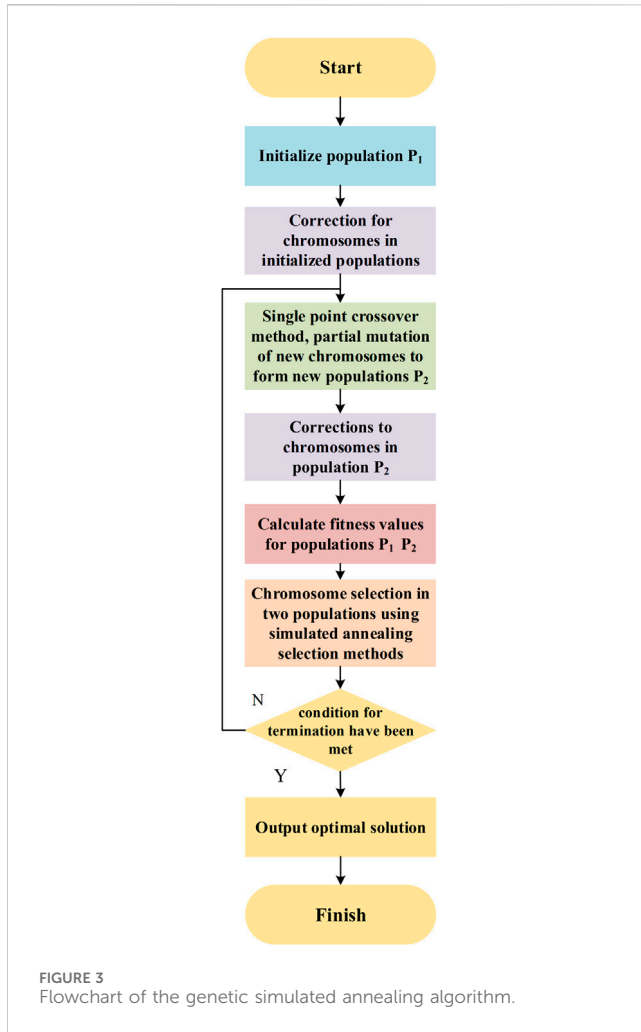 Start
Initialize population P₁
Correction for
chromosomes in
initialized populations
Single point crossover
method, partial mutation
of new chromosomes to
form new populations P₂
Corrections to
chromosomes in
population P₂
Calculate fitness values
for populations P₁ P₂
Chromosome selection in
two populations using
simulated annealing
selection methods
N
condition for
termination have been
met
Y
Output optimal solution
Finish
FIGURE 3
Flowchart of the genetic simulated annealing algorithm.